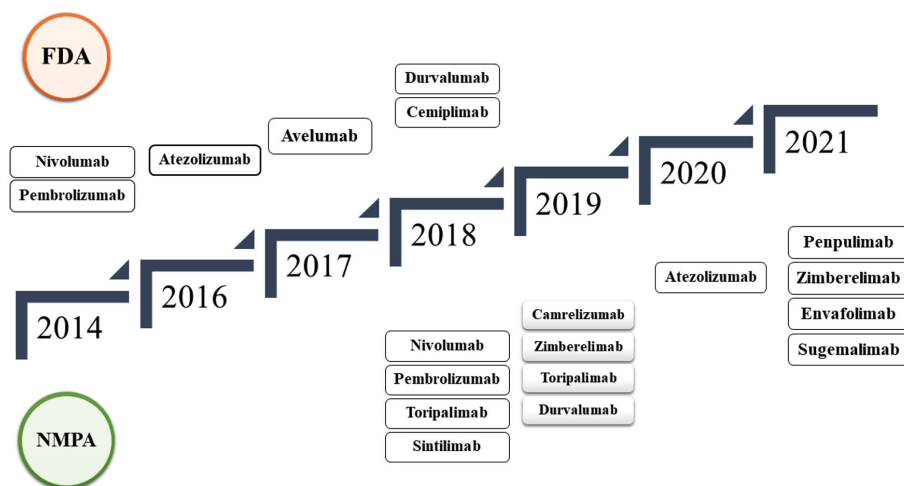 FDA
Durvalumab
Cemiplimab
Avelumab
Nivolumab
Pembrolizumab
Atezolizumab
2014
2016
2017
2018
2019
2020
2021
Nivolumab
Pembrolizumab
Toripalimab
Sintilimab
Camrelizumab
Zimberelimab
Toripalimab
Durvalumab
Atezolizumab
Penpulimab
Zimberelimab
Envafolimab
Sugemalimab
NMPA